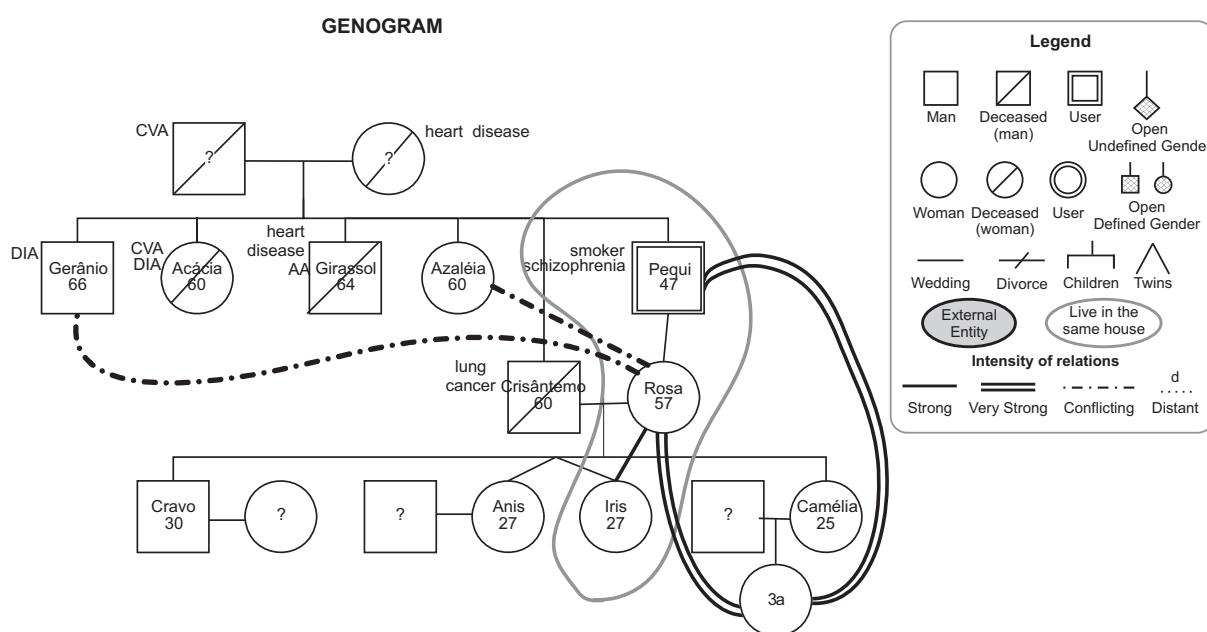 GENOGRAM
CVA
?
?
heart disease
DIA
Gerânio
66
CVA
DIA
Acácia
60
heart
disease
AA
Girassol
64
Azaléia
60
smoker
schizophrenia
Pequi
47
lung
cancer
Crisântemo
60
Rosa
57
Cravo
30
?
?
Anis
27
Iris
27
?
Camélia
25
3a
Legend
Man
Deceased
(man)
User
Open
Undefined Gender
Woman
Deceased
(woman)
User
Open
Defined Gender
Wedding
Divorce
Children
Twins
External
Entity
Live in the
same house
Intensity of relations
d
Strong
Very Strong
Conflicting
Distant